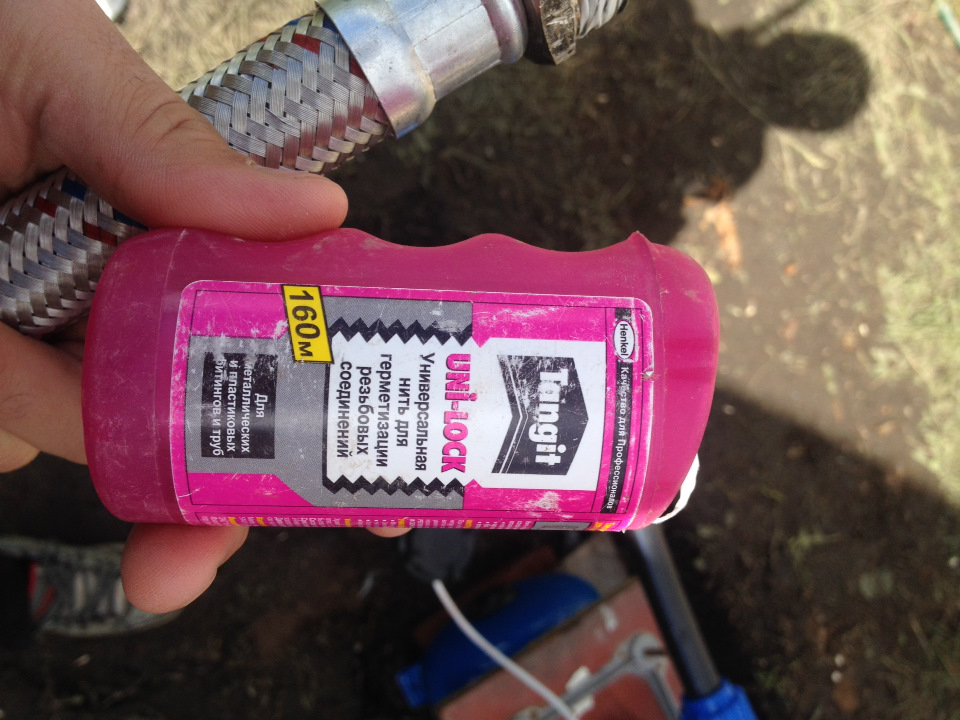 Henkel
Качество для Профессионалов
Tangit
UNI-LOCK
Универсальная
нить для
герметизации
резьбовых
соединений
160м
Для
металлических
и пластиковых
фитингов и труб